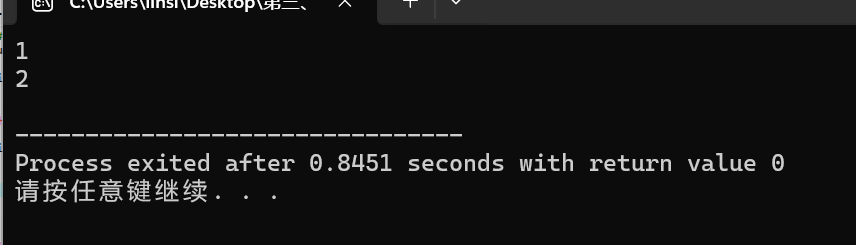 C:\Users\linsi\Desktop\第三、
1
2
--------------------------------
Process exited after 0.8451 seconds with return value 0
请按任意键继续. . .